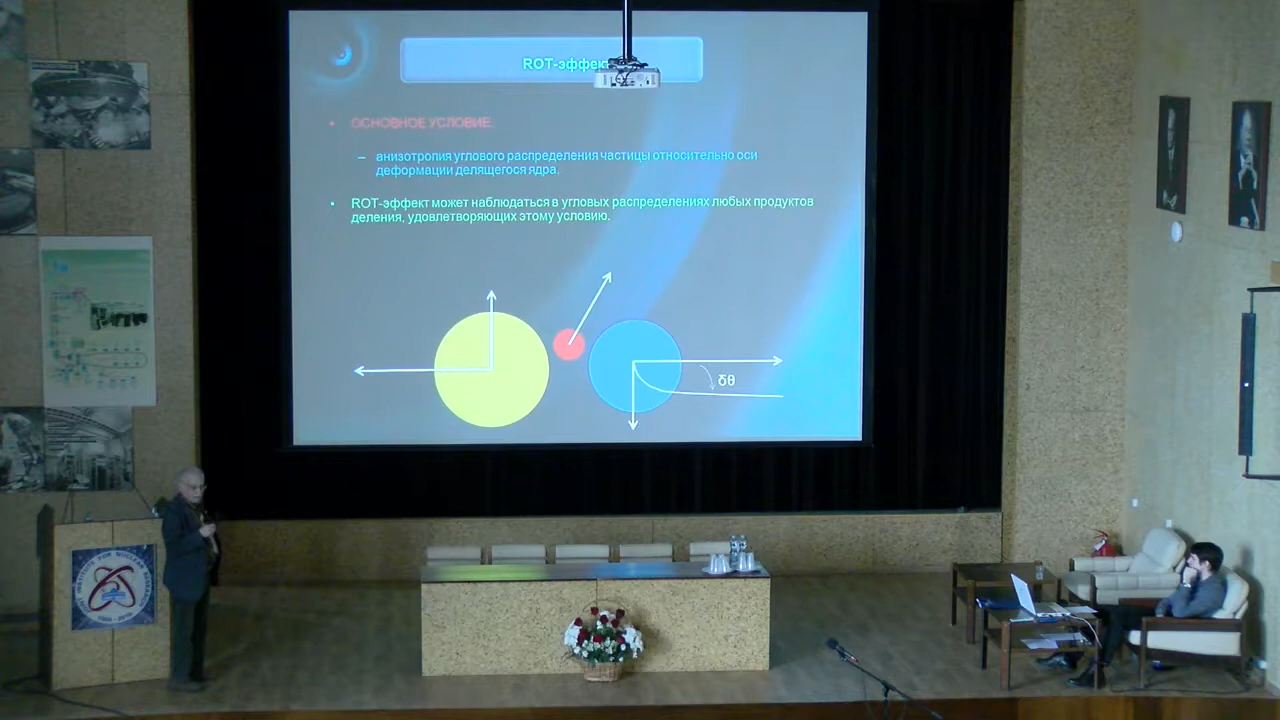 ROT-эффект
• ОСНОВНОЕ УСЛОВИЕ:
– анизотропия углового распределения частицы относительно оси
деформации делящегося ядра.
• ROT-эффект может наблюдаться в угловых распределениях любых продуктов
деления, удовлетворяющих этому условию.
δθ